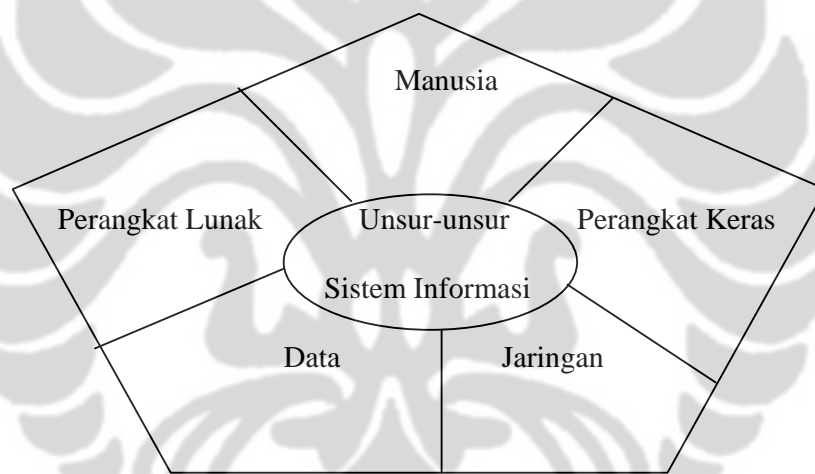 Manusia
Perangkat Lunak
Unsur-unsur
Sistem Informasi
Perangkat Keras
Data
Jaringan